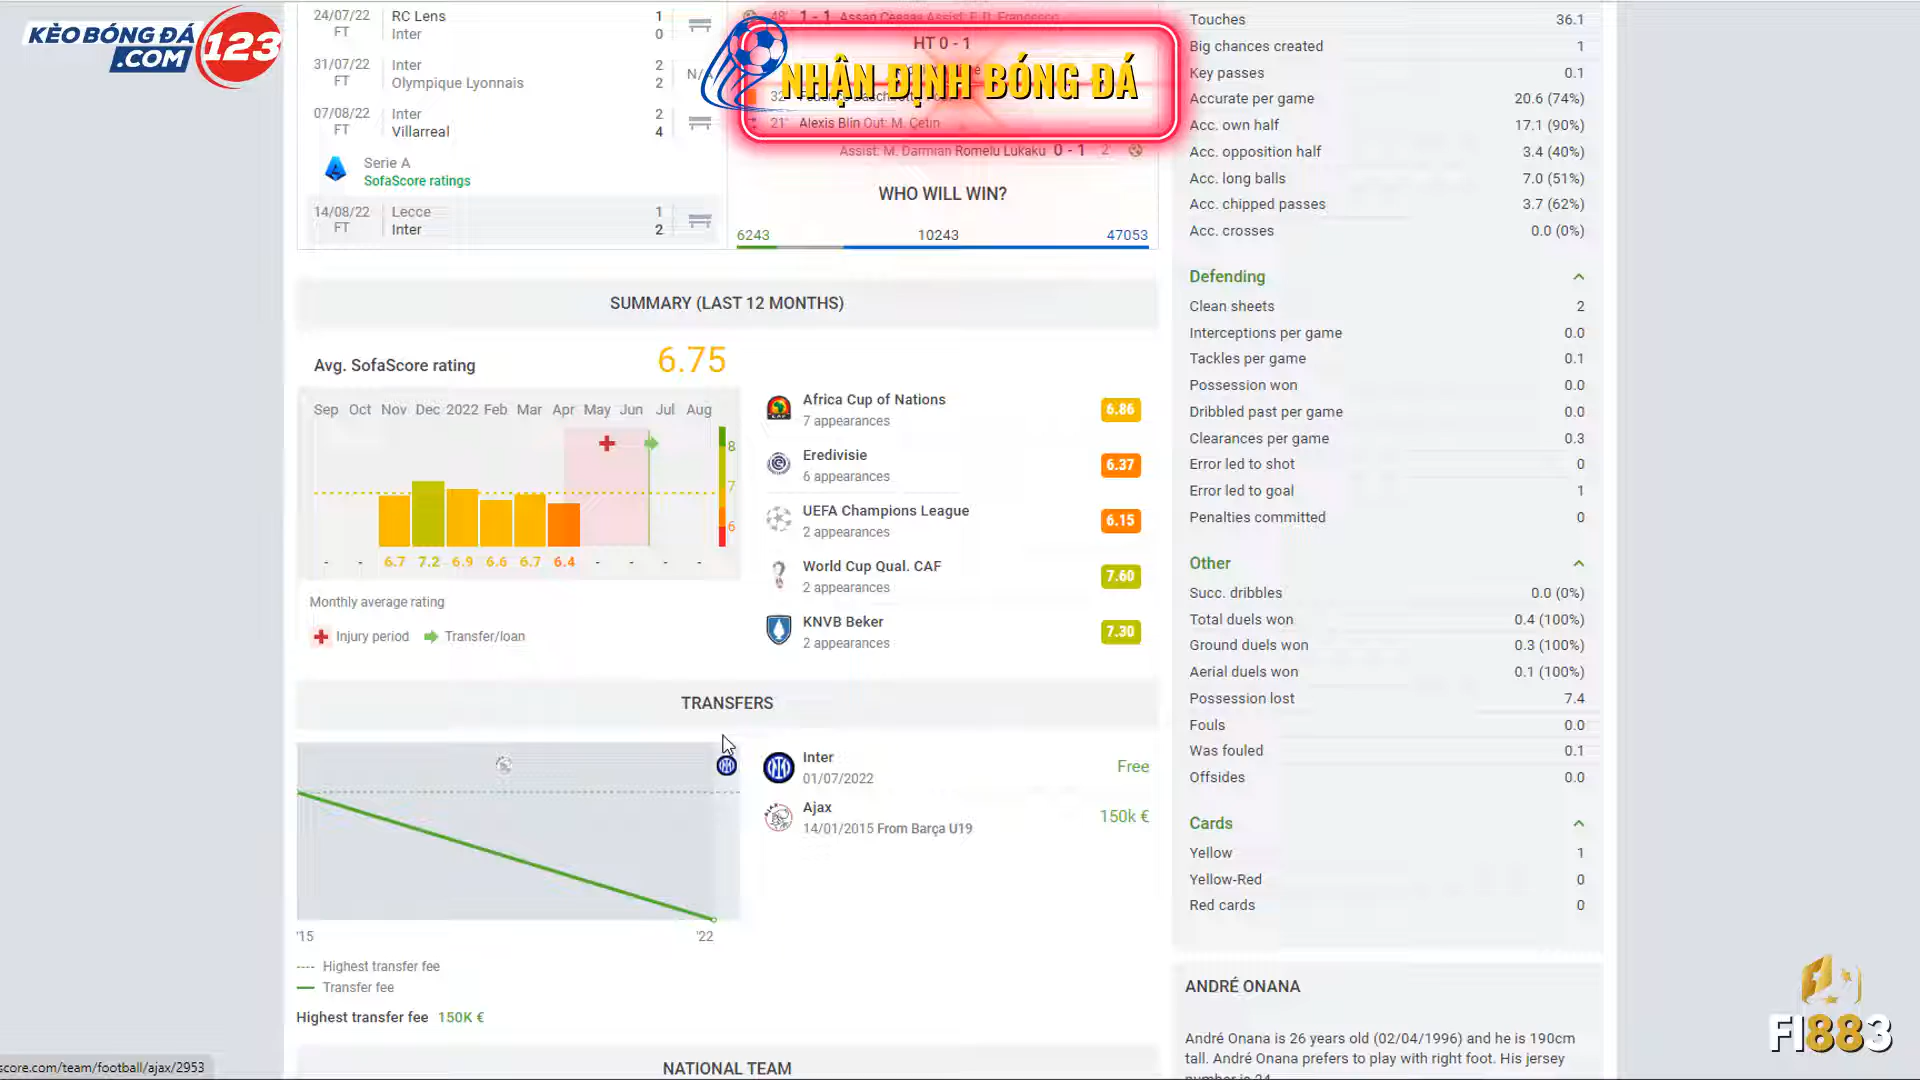 KÈO BÓNG ĐÁ
.COM
123
24/07/22
FT
RC Lens
Inter
1
0
31/07/22
FT
Inter
Olympique Lyonnais
2
2
07/08/22
FT
Inter
Villarreal
2
4
Serie A
SofaScore ratings
14/08/22
FT
Lecce
Inter
1
2
48' 1 - 1
HT 0 - 1
NHẬN ĐỊNH BÓNG ĐÁ
32'
21' Alexis Blin Out: M. Çetin
Assist: M. Darmian Romelu Lukaku 0 - 1 2'
WHO WILL WIN?
6243 10243 47053
SUMMARY (LAST 12 MONTHS)
Avg. SofaScore rating 6.75
Sep Oct Nov Dec 2022 Feb Mar Apr May Jun Jul Aug
8
7
6
- - 6.7 7.2 6.9 6.6 6.7 6.4 - - - -
Monthly average rating
Injury period Transfer/loan
Africa Cup of Nations
7 appearances
6.86
Eredivisie
6 appearances
6.37
UEFA Champions League
2 appearances
6.15
World Cup Qual. CAF
2 appearances
7.60
KNVB Beker
2 appearances
7.30
TRANSFERS
Inter
01/07/2022
Free
Ajax
14/01/2015 From Barça U19
150k €
'15 '22
Highest transfer fee
Transfer fee
Highest transfer fee 150K €
NATIONAL TEAM
score.com/team/football/ajax/2953
Touches 36.1
Big chances created 1
Key passes 0.1
Accurate per game 20.6 (74%)
Acc. own half 17.1 (90%)
Acc. opposition half 3.4 (40%)
Acc. long balls 7.0 (51%)
Acc. chipped passes 3.7 (62%)
Acc. crosses 0.0 (0%)
Defending
Clean sheets 2
Interceptions per game 0.0
Tackles per game 0.1
Possession won 0.0
Dribbled past per game 0.0
Clearances per game 0.3
Error led to shot 0
Error led to goal 1
Penalties committed 0
Other
Succ. dribbles 0.0 (0%)
Total duels won 0.4 (100%)
Ground duels won 0.3 (100%)
Aerial duels won 0.1 (100%)
Possession lost 7.4
Fouls 0.0
Was fouled 0.1
Offsides 0.0
Cards
Yellow 1
Yellow-Red 0
Red cards 0
ANDRÉ ONANA
André Onana is 26 years old (02/04/1996) and he is 190cm
tall. André Onana prefers to play with right foot. His jersey
number is 24
FI883